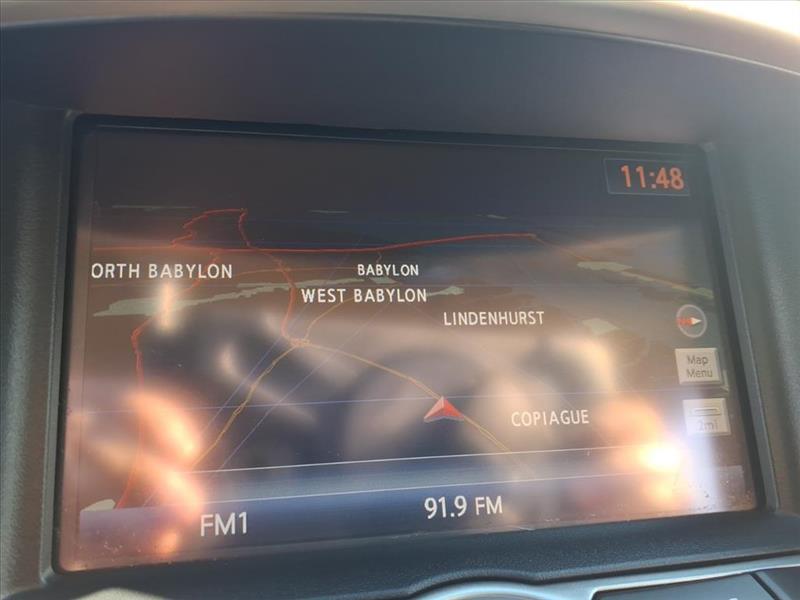 11:48
ORTH BABYLON
BABYLON
WEST BABYLON
LINDENHURST
Map
Menu
COPIAGUE
2mi
FM1
91.9 FM